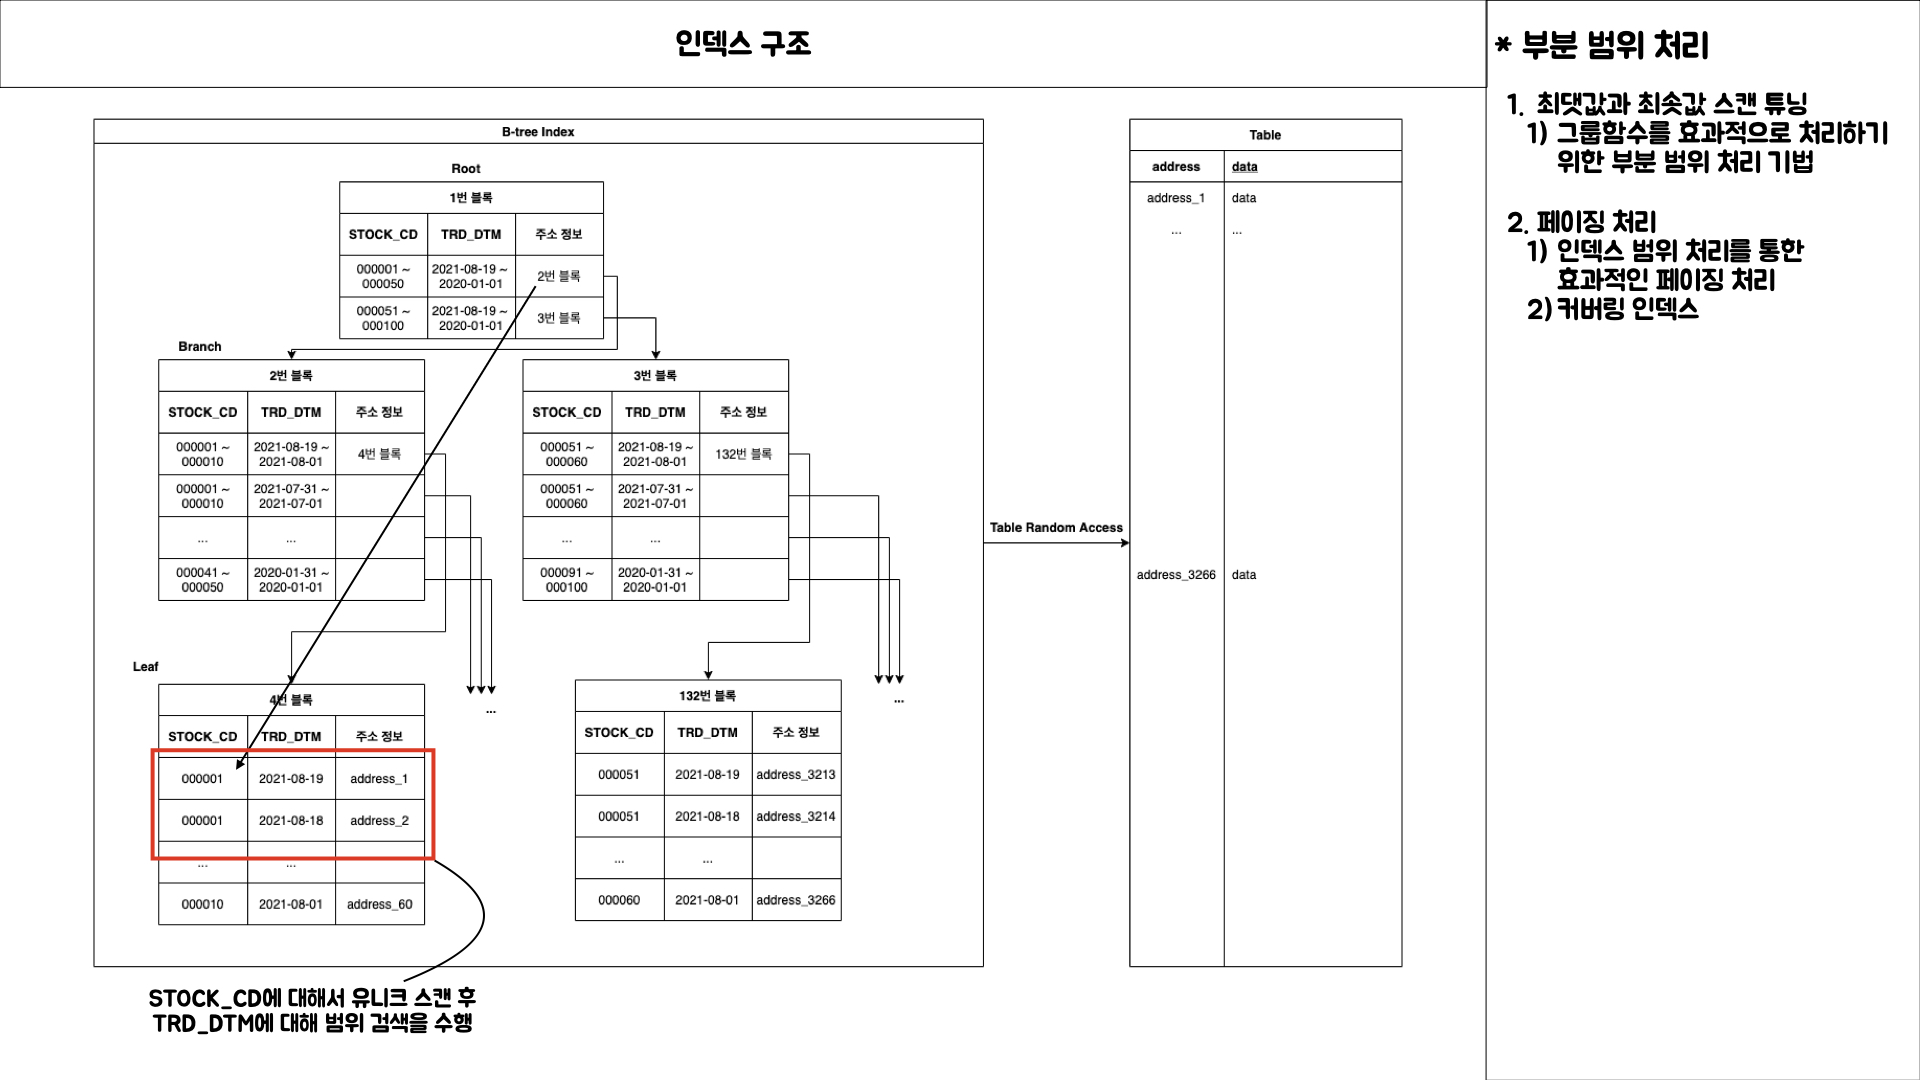 인덱스 구조
* 부분 범위 처리
1. 최댓값과 최솟값 스캔 튜닝
1) 그룹함수를 효과적으로 처리하기
위한 부분 범위 처리 기법
2. 페이징 처리
1) 인덱스 범위 처리를 통한
효과적인 페이징 처리
2) 커버링 인덱스
B-tree Index
Root
1번 블록
STOCK_CD TRD_DTM 주소 정보
000001 ~ 2021-08-19 ~ 2번 블록
000050 2020-01-01
000051 ~ 2021-08-19 ~ 3번 블록
000100 2020-01-01
Branch
2번 블록
STOCK_CD TRD_DTM 주소 정보
000001 ~ 2021-08-19 ~ 4번 블록
000010 2021-08-01
000001 ~ 2021-07-31 ~
000010 2021-07-01
... ...
000041 ~ 2020-01-31 ~
000050 2020-01-01
3번 블록
STOCK_CD TRD_DTM 주소 정보
000051 ~ 2021-08-19 ~ 132번 블록
000060 2021-08-01
000051 ~ 2021-07-31 ~
000060 2021-07-01
... ...
000091 ~ 2020-01-31 ~
000100 2020-01-01
Leaf
4번 블록
STOCK_CD TRD_DTM 주소 정보
000001 2021-08-19 address_1
000001 2021-08-18 address_2
... ...
000010 2021-08-01 address_60
...
132번 블록
STOCK_CD TRD_DTM 주소 정보
000051 2021-08-19 address_3213
000051 2021-08-18 address_3214
... ...
000060 2021-08-01 address_3266
...
Table Random Access
Table
address data
address_1 data
... ...
address_3266 data
STOCK_CD에 대해서 유니크 스캔 후
TRD_DTM에 대해 범위 검색을 수행